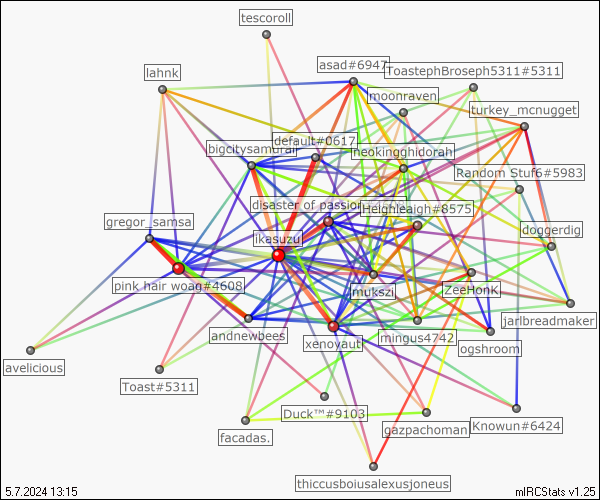 tescoroll
lahnk
asad#6947
ToastephBroseph5311#5311
moonraven
turkey_mcnugget
default#0617
bigcitysamurai
neokingghidorah
Random Stuf6#5983
disaster of passion
Heighleaigh#8575
gregor_samsa
doggerdig
ikasuzu
pink hair woag#4608
mukszi
ZeeHonK
jarlbreadmaker
andnewbees
xenoyaut
mingus4742
ogshroom
avelicious
Toast#5311
Duck™#9103
Knowun#6424
gazpachoman
facadas.
thiccusboiusalexusjoneus
5.7.2024 13:15
mIRCStats v1.25